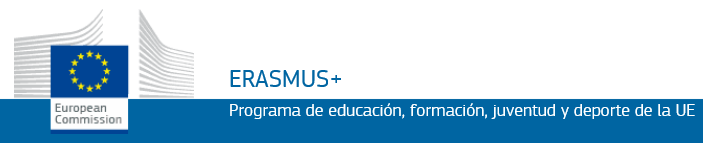 ERASMUS+
Programa de educación, formación, juventud y deporte de la UE
European
Commission